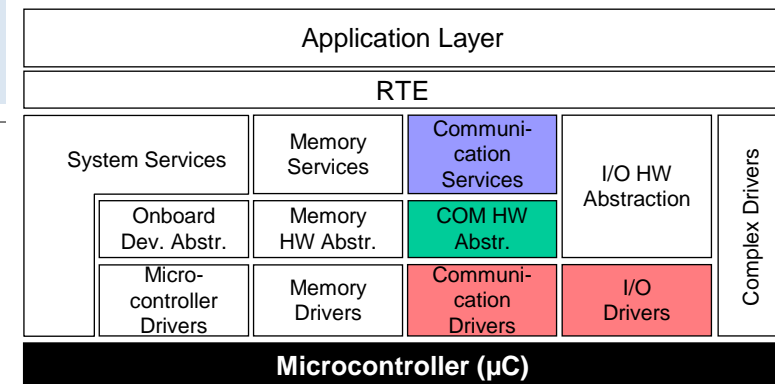 Application Layer
RTE
System Services
Memory
Services
Communi-
cation
Services
I/O HW
Abstraction
Complex Drivers
Onboard
Dev. Abstr.
Memory
HW Abstr.
COM HW
Abstr.
Micro-
controller
Drivers
Memory
Drivers
Communi-
cation
Drivers
I/O
Drivers
Microcontroller (µC)